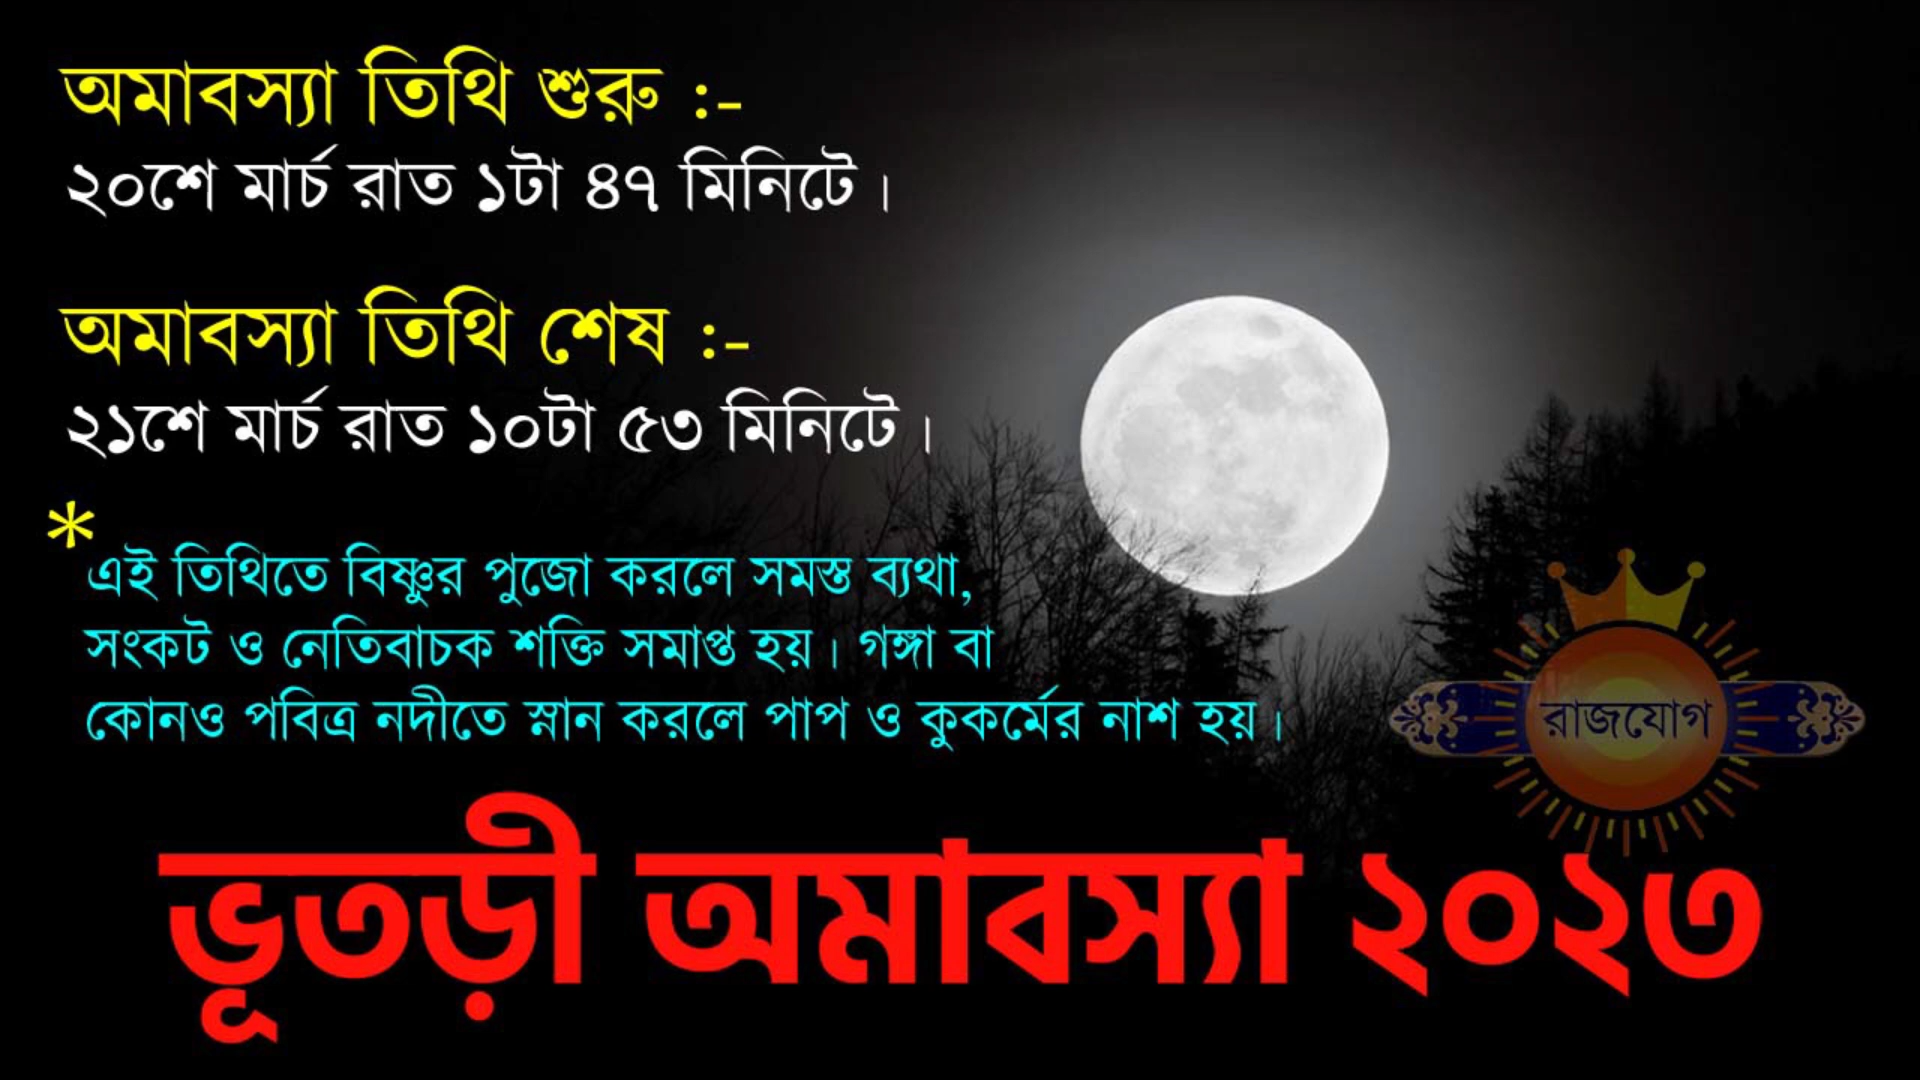 অমাবস্যা তিথি শুরু :-
২০শে মার্চ রাত ১টা ৪৭ মিনিটে।
অমাবস্যা তিথি শেষ :-
২১শে মার্চ রাত ১০টা ৫৩ মিনিটে।
*
এই তিথিতে বিষ্ণুর পুজো করলে সমস্ত ব্যথা,
সংকট ও নেতিবাচক শক্তি সমাপ্ত হয়। গঙ্গা বা
কোনও পবিত্র নদীতে স্নান করলে পাপ ও কুকর্মের নাশ হয়।
রাজযোগ
ভূতড়ী অমাবস্যা ২০২৩